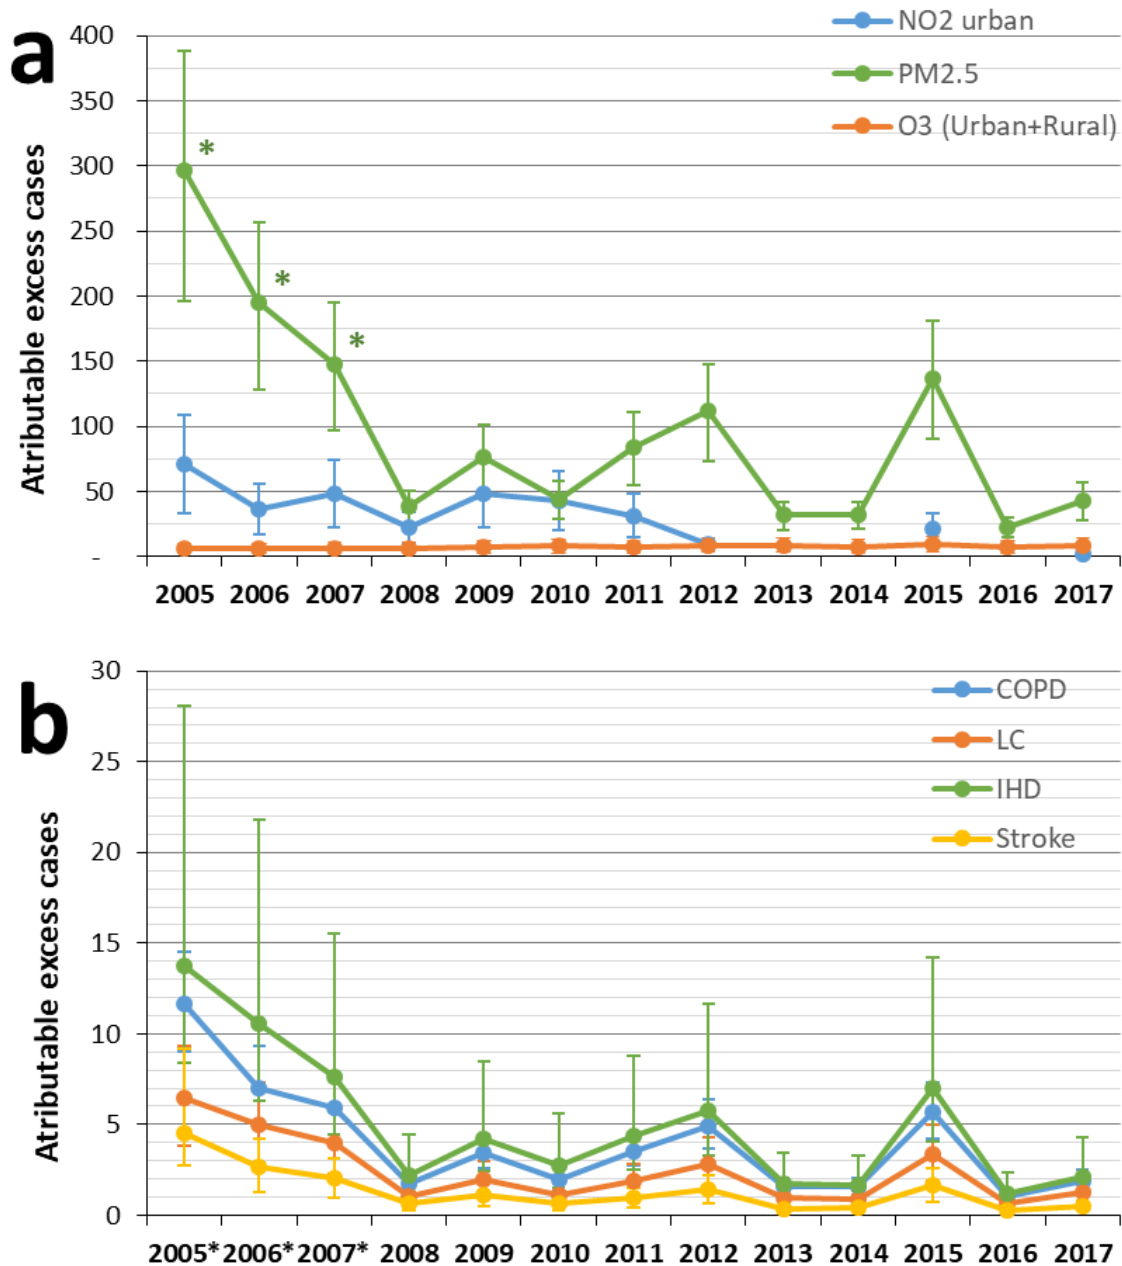 a
NO2 urban
PM2.5
O3 (Urban+Rural)
Atributable excess cases
400
350
300
250
200
150
100
50
-
*
*
*
2005 2006 2007 2008 2009 2010 2011 2012 2013 2014 2015 2016 2017
b
COPD
LC
IHD
Stroke
Atributable excess cases
30
25
20
15
10
5
0
2005* 2006* 2007* 2008 2009 2010 2011 2012 2013 2014 2015 2016 2017